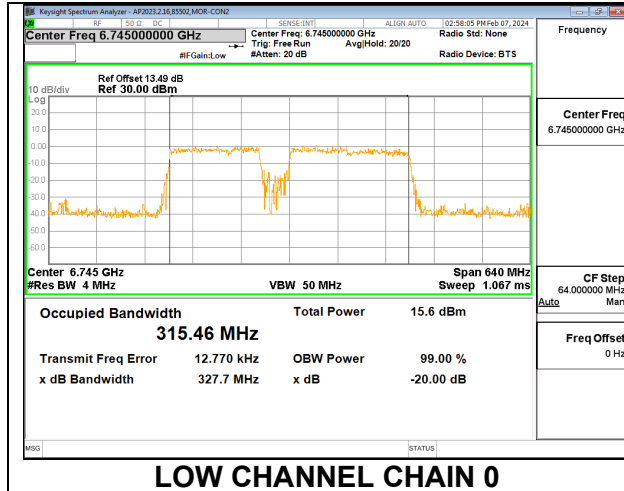 Keysight Spectrum Analyzer - AP2023.2.16,85502,MOR-CON2
RF 50 Ω DC SENSE:INT ALIGN AUTO 02:58:05 PM Feb 07, 2024
Center Freq 6.745000000 GHz
Center Freq: 6.745000000 GHz
Radio Std: None
Trig: Free Run Avg|Hold: 20/20
#IFGain:Low
#Atten: 20 dB
Radio Device: BTS
Frequency
Ref Offset 13.49 dB
10 dB/div Ref 30.00 dBm
Log
20.0
10.0
0.00
-10.0
-20.0
-30.0
-40.0
-50.0
-60.0
Center Freq
6.745000000 GHz
Center 6.745 GHz
Span 640 MHz
#Res BW 4 MHz
VBW 50 MHz
Sweep 1.067 ms
CF Step
64.000000 MHz
Auto Man
Freq Offset
0 Hz
Occupied Bandwidth
Total Power 15.6 dBm
315.46 MHz
Transmit Freq Error 12.770 kHz
OBW Power 99.00 %
x dB Bandwidth 327.7 MHz
x dB -20.00 dB
MSG
STATUS
LOW CHANNEL CHAIN 0